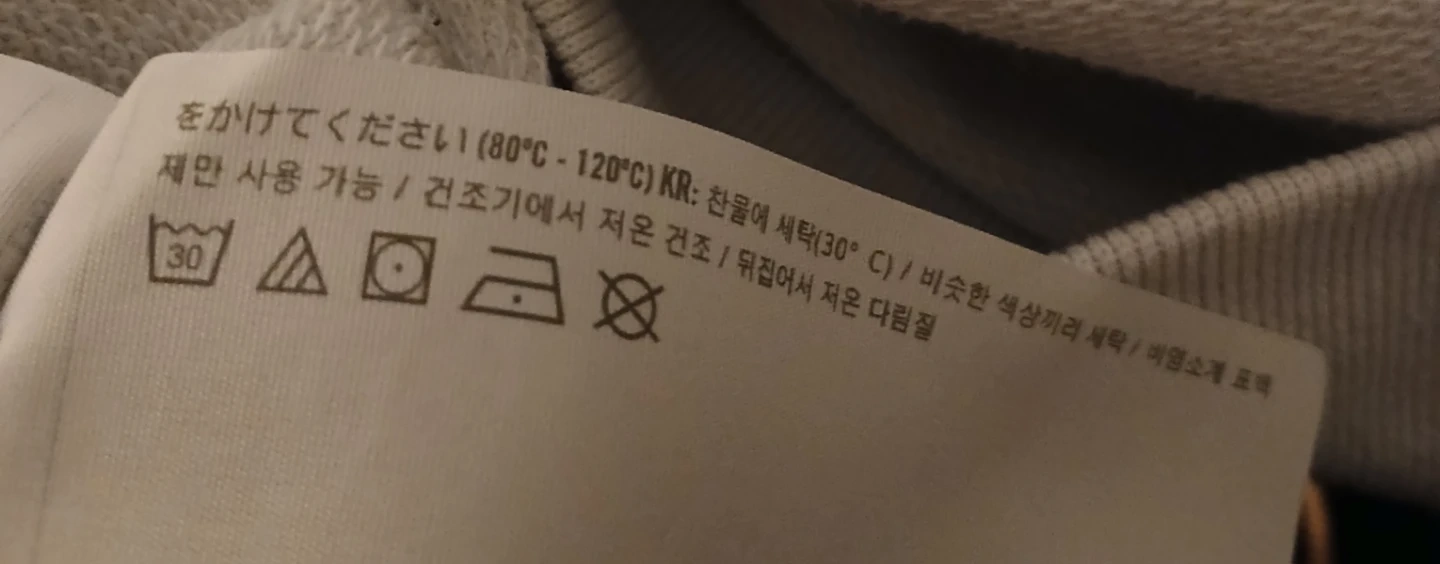 をかけてください (80°C - 120°C) KR: 찬물에 세탁(30° C) / 비슷한 색상끼리 세탁 / 비염소계 표백
제만 사용 가능 / 건조기에서 저온 건조 / 뒤집어서 저온 다림질
30